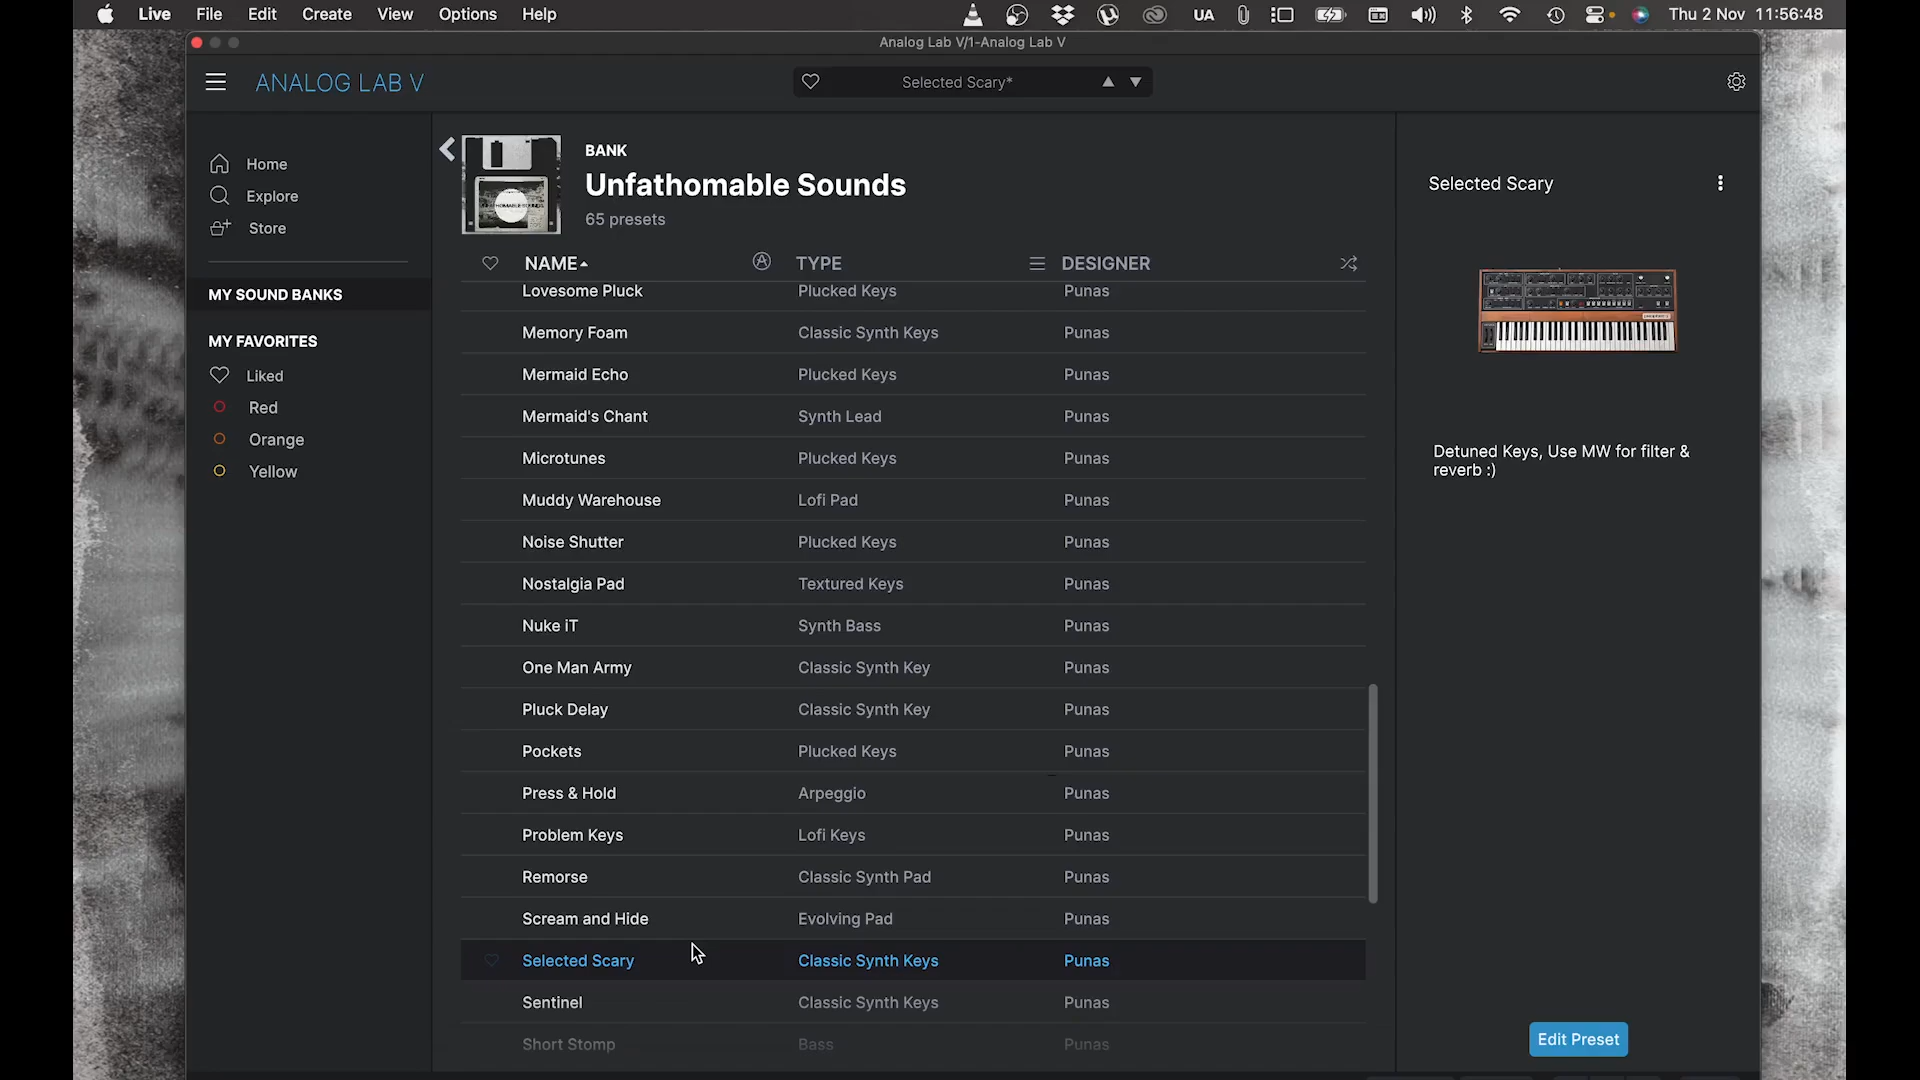 Live File Edit Create View Options Help UA Thu 2 Nov 11:56:48
Analog Lab V/1-Analog Lab V
ANALOG LAB V
Selected Scary*
Home
Explore
Store
MY SOUND BANKS
MY FAVORITES
Liked
Red
Orange
Yellow
BANK
Unfathomable Sounds
65 presets
NAME TYPE DESIGNER
Lovesome Pluck Plucked Keys Punas
Memory Foam Classic Synth Keys Punas
Mermaid Echo Plucked Keys Punas
Mermaid's Chant Synth Lead Punas
Microtunes Plucked Keys Punas
Muddy Warehouse Lofi Pad Punas
Noise Shutter Plucked Keys Punas
Nostalgia Pad Textured Keys Punas
Nuke iT Synth Bass Punas
One Man Army Classic Synth Key Punas
Pluck Delay Classic Synth Key Punas
Pockets Plucked Keys Punas
Press & Hold Arpeggio Punas
Problem Keys Lofi Keys Punas
Remorse Classic Synth Pad Punas
Scream and Hide Evolving Pad Punas
Selected Scary Classic Synth Keys Punas
Sentinel Classic Synth Keys Punas
Short Stomp Bass Punas
Selected Scary
Detuned Keys, Use MW for filter &
reverb :)
Edit Preset